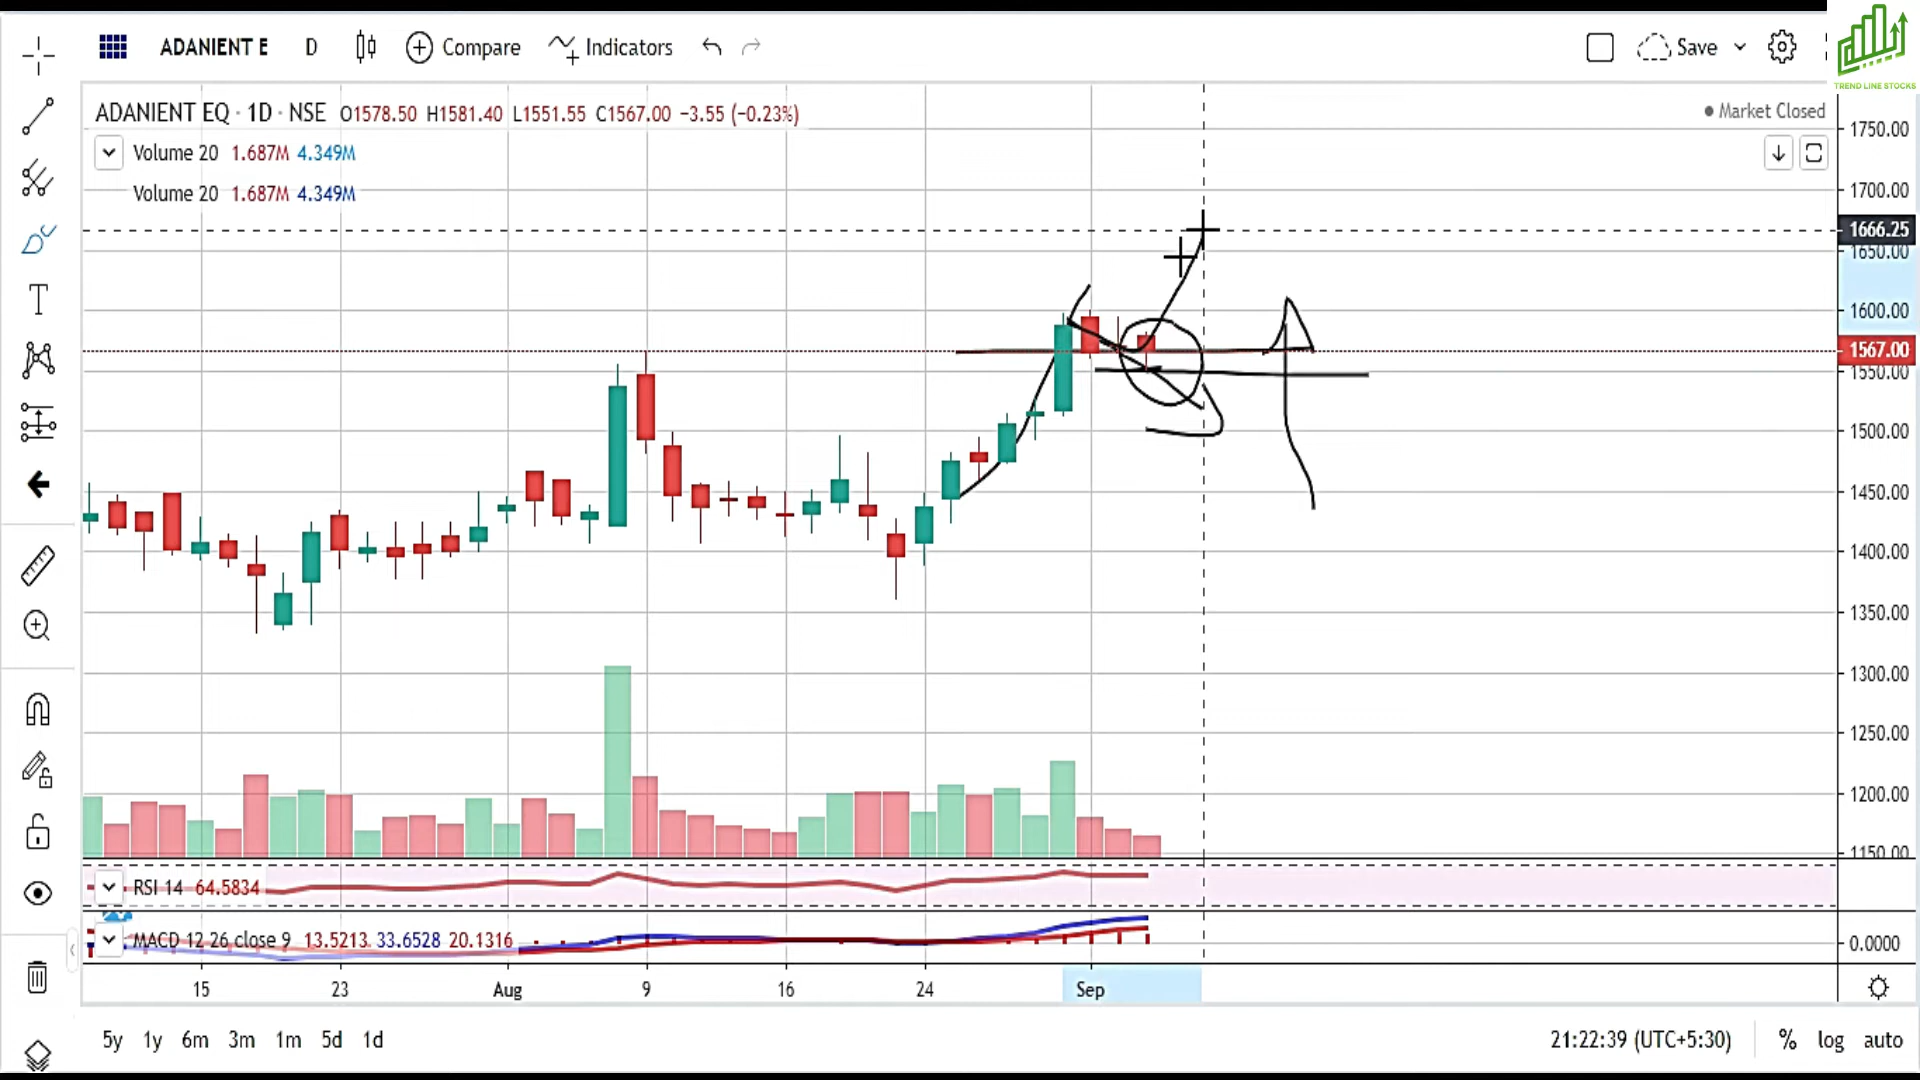 ADANIENT E D Compare Indicators Save
TREND LINE STOCKS
ADANIENT EQ · 1D · NSE O1578.50 H1581.40 L1551.55 C1567.00 −3.55 (−0.23%)
Market Closed
Volume 20 1.687M 4.349M
Volume 20 1.687M 4.349M
1750.00
1700.00
1666.25
1650.00
1600.00
1567.00
1550.00
1500.00
1450.00
1400.00
1350.00
1300.00
1250.00
1200.00
1150.00
RSI 14 64.5834
MACD 12 26 close 9 13.5213 33.6528 20.1316
0.0000
15 23 Aug 9 16 24 Sep
5y 1y 6m 3m 1m 5d 1d
21:22:39 (UTC+5:30) % log auto